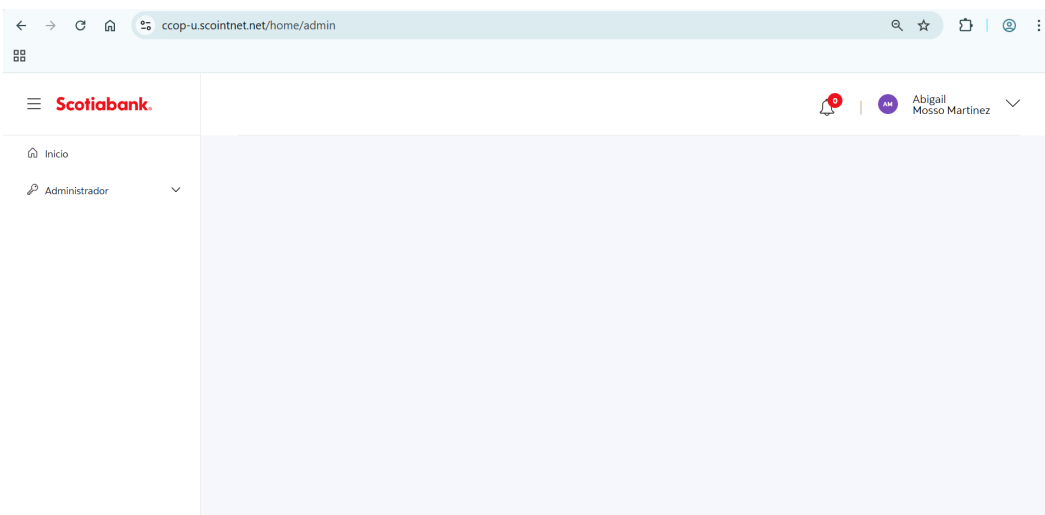 ccop-u.scointnet.net/home/admin
Scotiabank.
0
AM
Abigail
Mosso Martinez
Inicio
Administrador